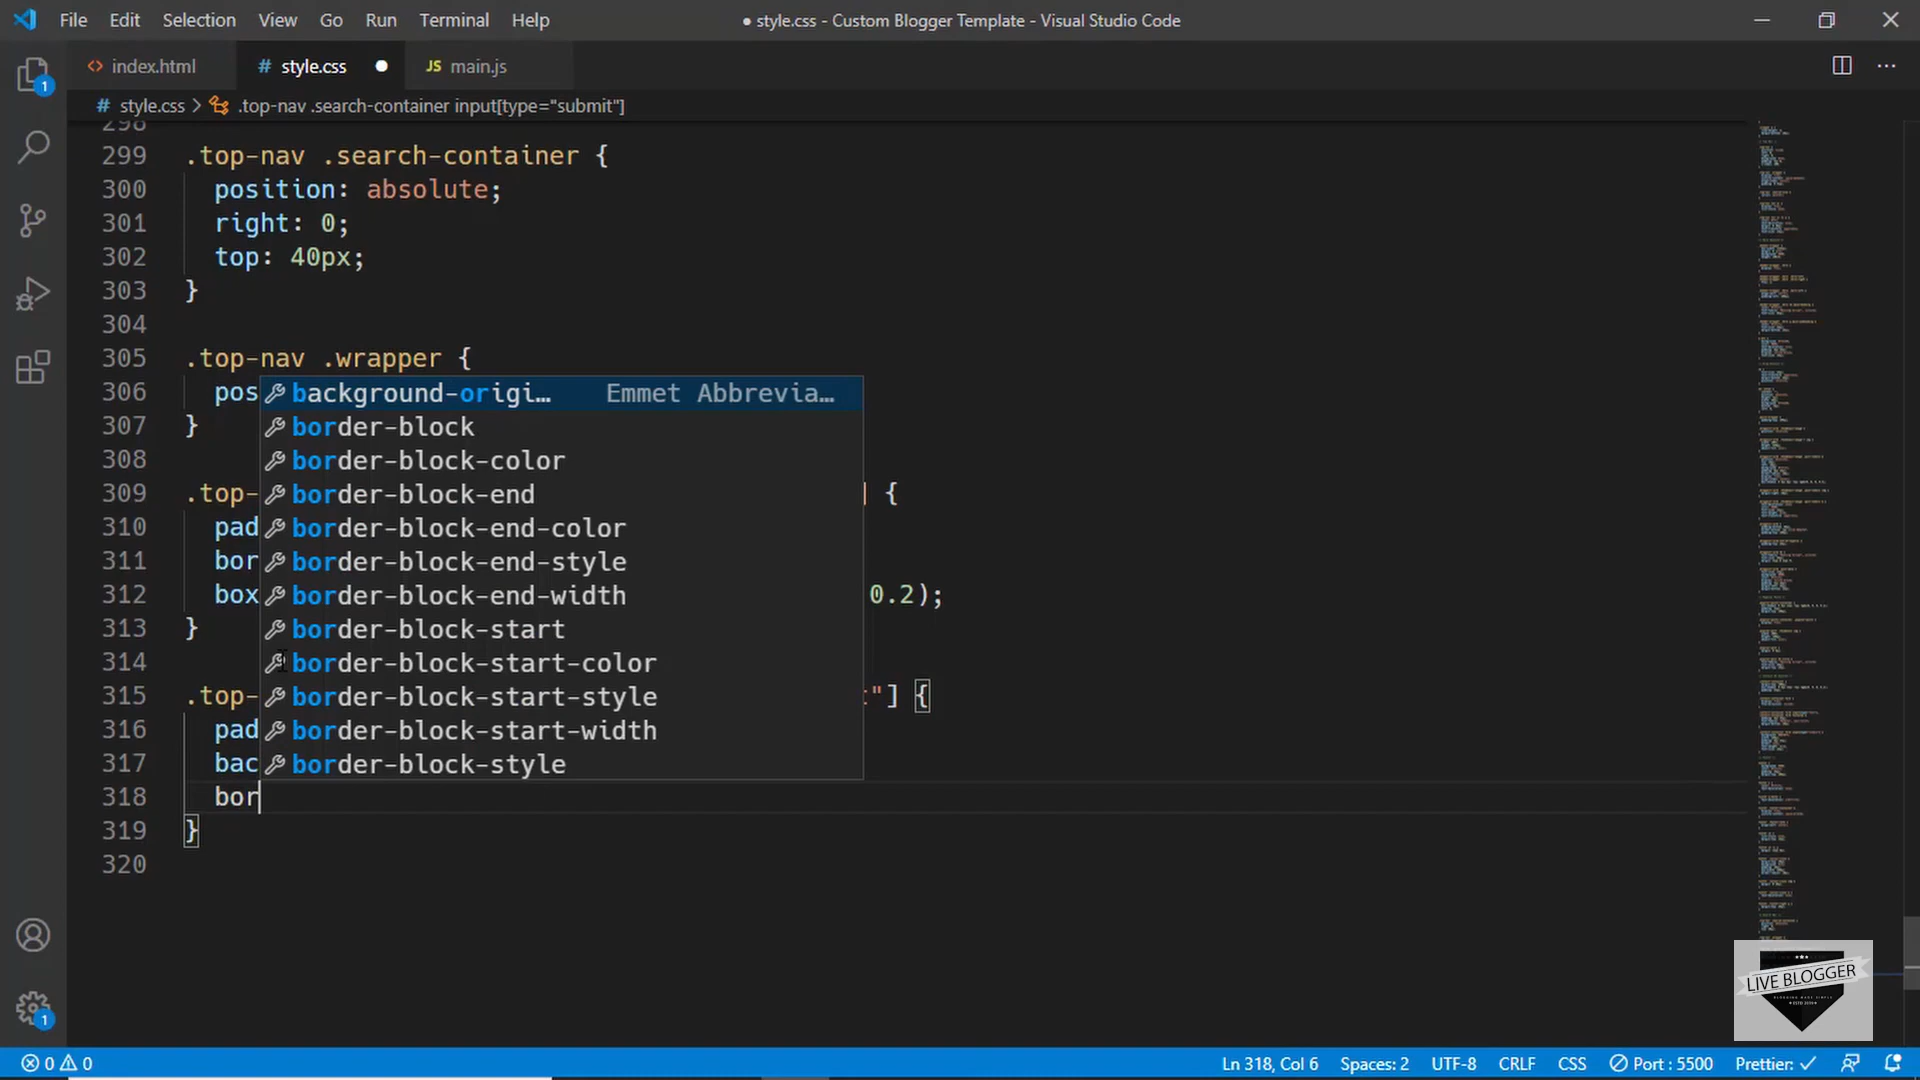 File Edit Selection View Go Run Terminal Help
● style.css - Custom Blogger Template - Visual Studio Code
<> index.html # style.css ● JS main.js
# style.css > .top-nav .search-container input[type="submit"]
298
299 .top-nav .search-container {
300 position: absolute;
301 right: 0;
302 top: 40px;
303 }
304
305 .top-nav .wrapper {
306 pos
307 }
308
309 .top- ] {
310 pad
311 bor
312 box 0.2);
313 }
314
315 .top- t"] {
316 pad
317 bac
318 bor
319 }
320
background-origi… Emmet Abbrevia…
border-block
border-block-color
border-block-end
border-block-end-color
border-block-end-style
border-block-end-width
border-block-start
border-block-start-color
border-block-start-style
border-block-start-width
border-block-style
1
1
LIVE BLOGGER
0 0 Ln 318, Col 6 Spaces: 2 UTF-8 CRLF CSS Port : 5500 Prettier: ✓